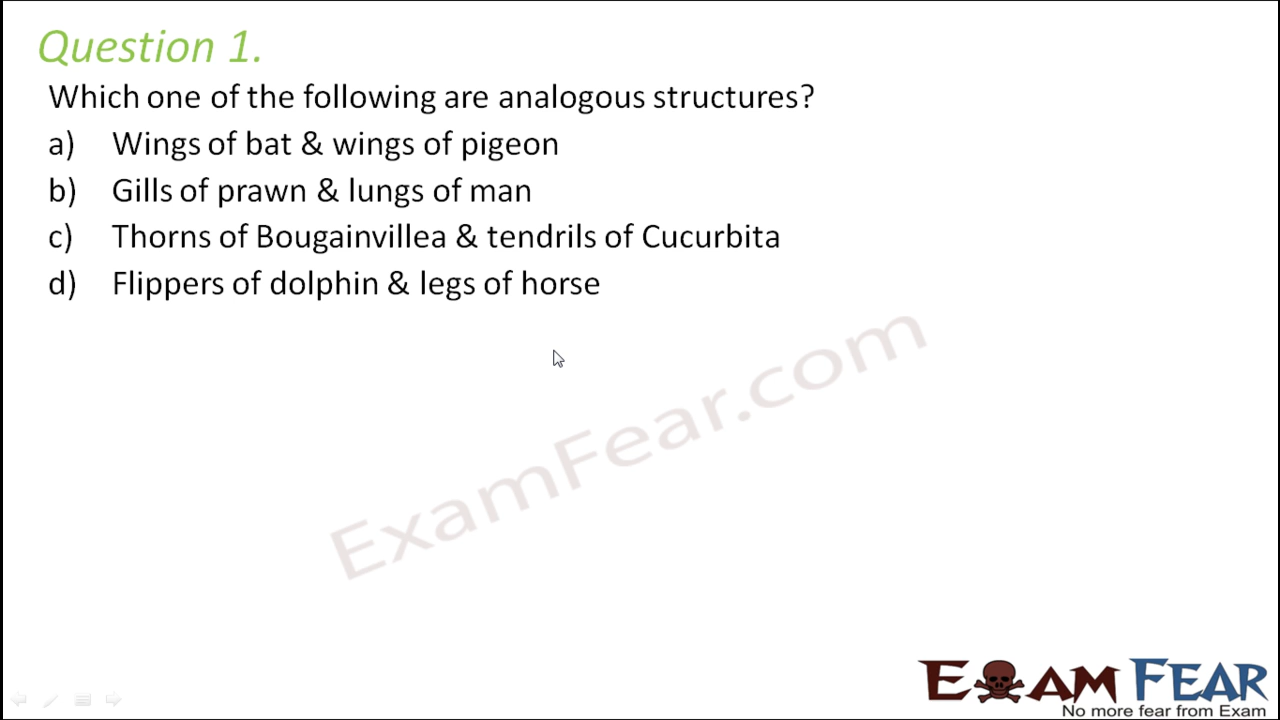 Question 1.
Which one of the following are analogous structures?
a) Wings of bat & wings of pigeon
b) Gills of prawn & lungs of man
c) Thorns of Bougainvillea & tendrils of Cucurbita
d) Flippers of dolphin & legs of horse
ExamFear.com
EXAM FEAR
No more fear from Exam